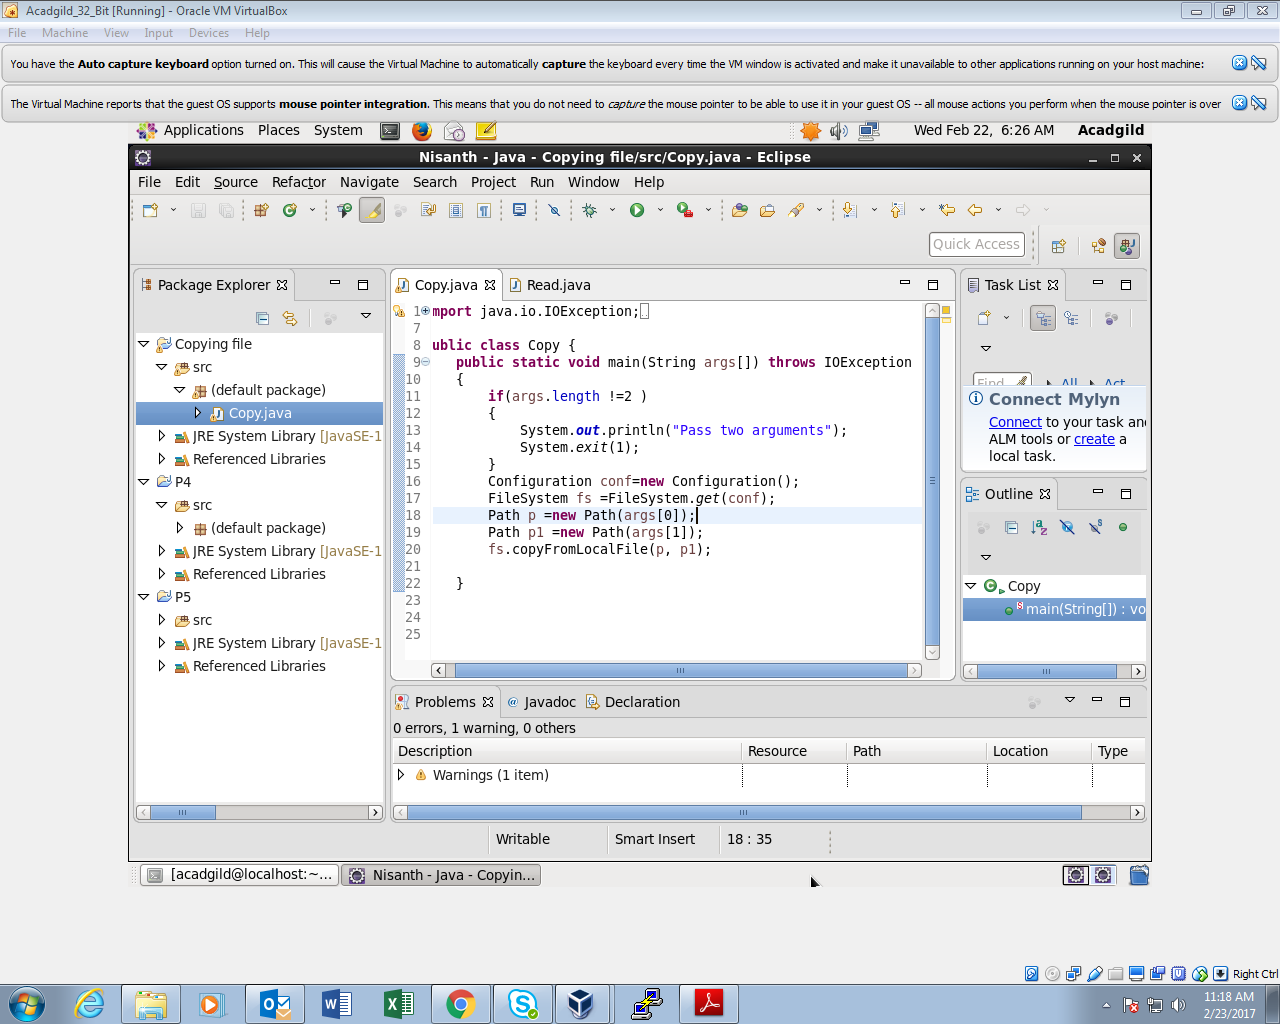 Acadgild_32_Bit [Running] - Oracle VM VirtualBox
File Machine View Input Devices Help
You have the Auto capture keyboard option turned on. This will cause the Virtual Machine to automatically capture the keyboard every time the VM window is activated and make it unavailable to other applications running on your host machine:
The Virtual Machine reports that the guest OS supports mouse pointer integration. This means that you do not need to capture the mouse pointer to be able to use it in your guest OS -- all mouse actions you perform when the mouse pointer is over
Applications Places System Wed Feb 22, 6:26 AM Acadgild
Nisanth - Java - Copying file/src/Copy.java - Eclipse
File Edit Source Refactor Navigate Search Project Run Window Help
Quick Access
Package Explorer
Copying file
src
(default package)
Copy.java
JRE System Library [JavaSE-1
Referenced Libraries
P4
src
(default package)
JRE System Library [JavaSE-1
Referenced Libraries
P5
src
JRE System Library [JavaSE-1
Referenced Libraries
Copy.java Read.java
1 mport java.io.IOException;
7
8 ublic class Copy {
9 public static void main(String args[]) throws IOException
10 {
11 if(args.length !=2 )
12 {
13 System.out.println("Pass two arguments");
14 System.exit(1);
15 }
16 Configuration conf=new Configuration();
17 FileSystem fs =FileSystem.get(conf);
18 Path p =new Path(args[0]);
19 Path p1 =new Path(args[1]);
20 fs.copyFromLocalFile(p, p1);
21
22 }
23
24
25
Task List
Find All Act
Connect Mylyn
Connect to your task and
ALM tools or create a
local task.
Outline
Copy
main(String[]) : vo
Problems Javadoc Declaration
0 errors, 1 warning, 0 others
Description Resource Path Location Type
Warnings (1 item)
Writable Smart Insert 18 : 35
[acadgild@localhost:~... Nisanth - Java - Copyin...
Right Ctrl
11:18 AM
2/23/2017